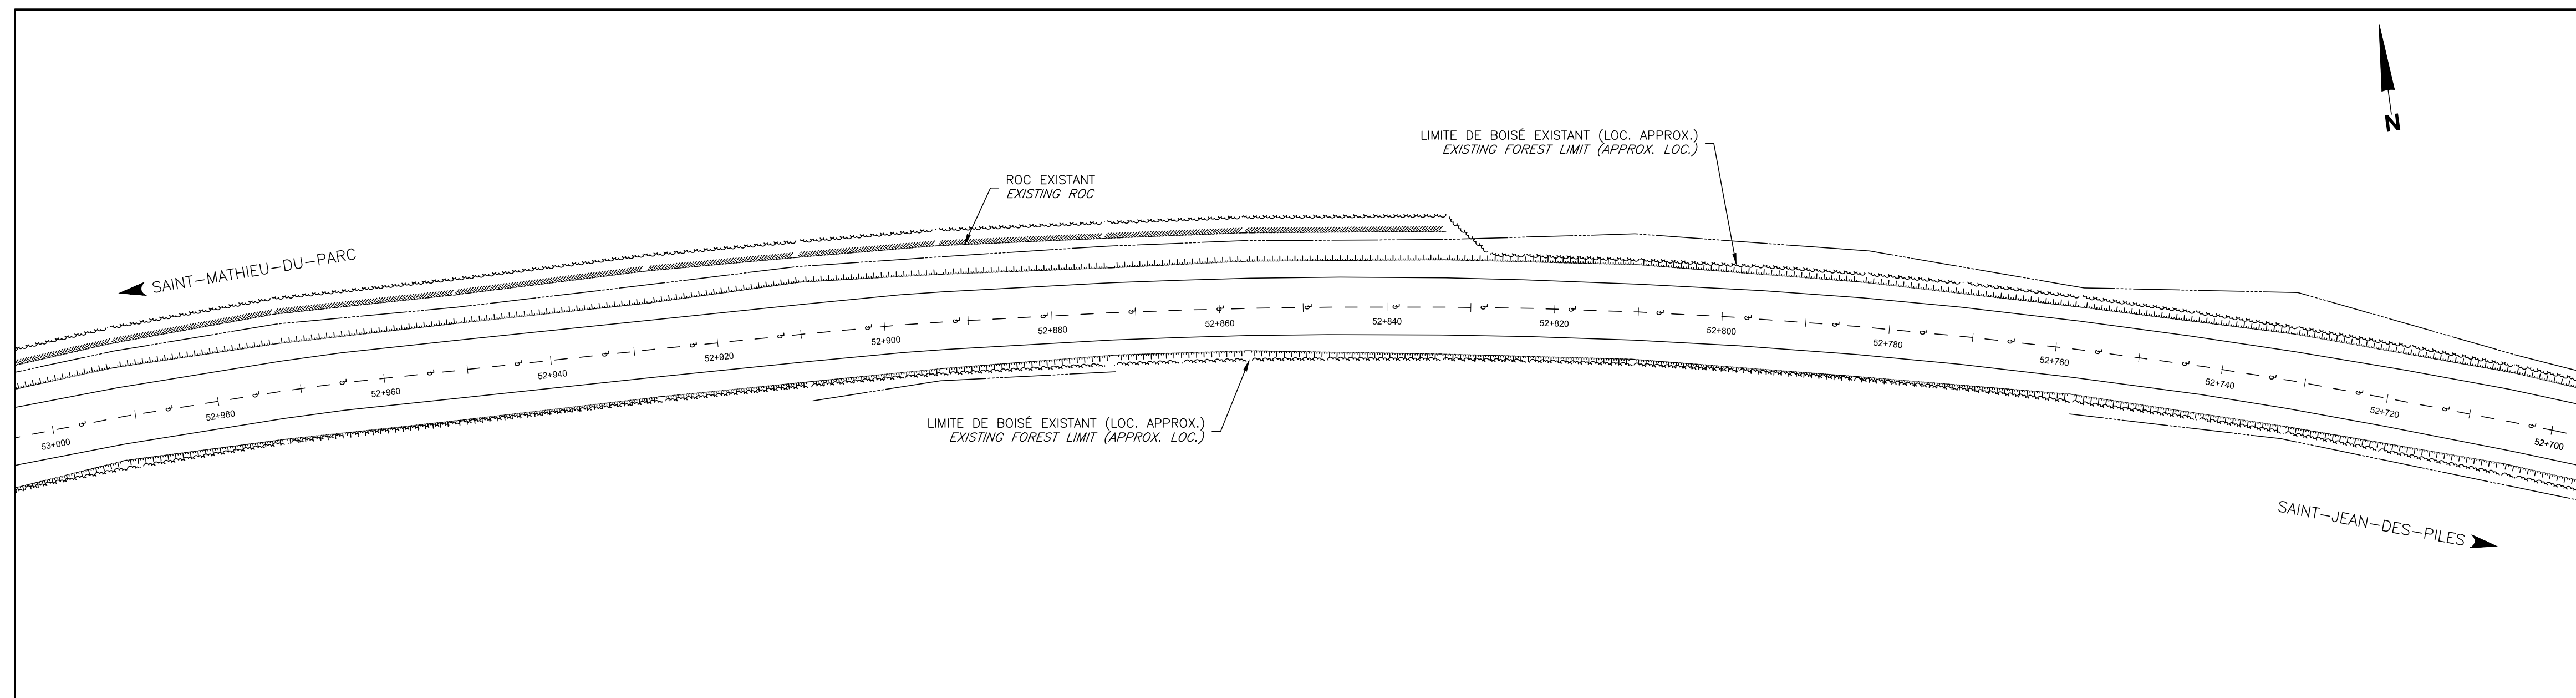 N
LIMITE DE BOISÉ EXISTANT (LOC. APPROX.)
EXISTING FOREST LIMIT (APPROX. LOC.)
ROC EXISTANT
EXISTING ROC
SAINT-MATHIEU-DU-PARC
53+000
52+980
52+960
52+940
52+920
52+900
52+880
52+860
52+840
52+820
52+800
52+780
52+760
52+740
52+720
52+700
LIMITE DE BOISÉ EXISTANT (LOC. APPROX.)
EXISTING FOREST LIMIT (APPROX. LOC.)
SAINT-JEAN-DES-PILES